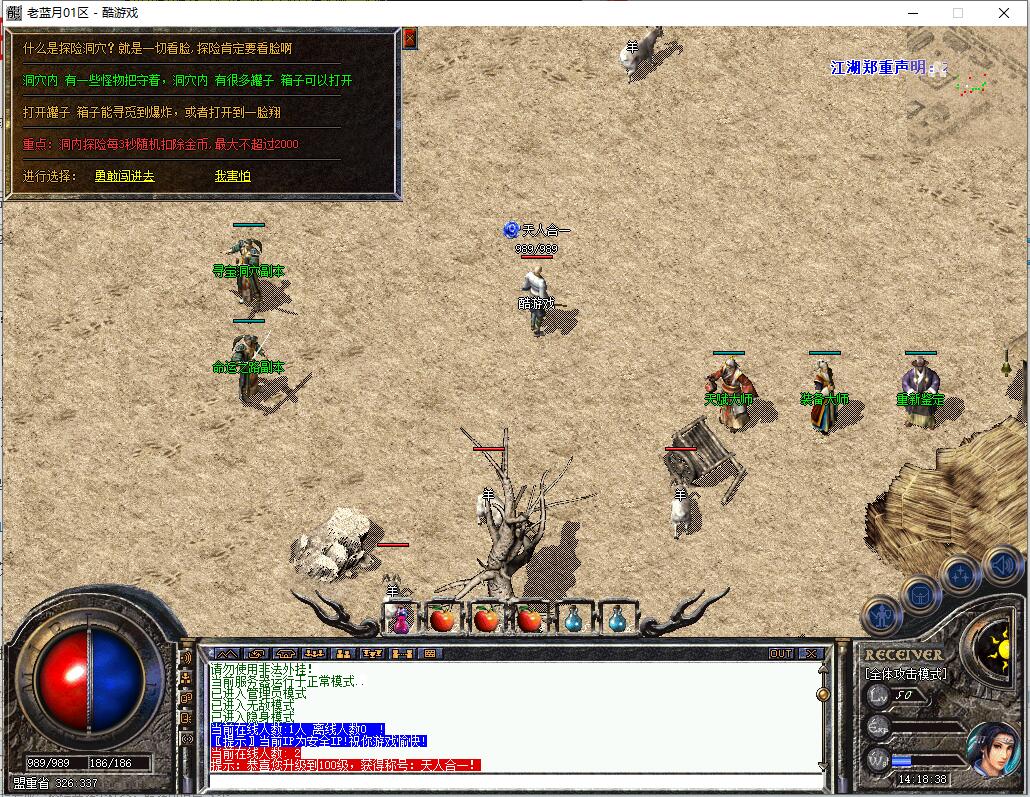 老蓝月01区 - 酷游戏
什么是探险洞穴？就是一切看脸,探险肯定要看脸啊
洞穴内 有一些怪物把守着，洞穴内 有很多罐子 箱子可以打开
打开罐子 箱子能寻觅到爆炸，或者打开到一脸翔
重点：洞内探险每3秒随机扣除金币,最大不超过2000
进行选择： 勇敢闯进去 我害怕
羊
江湖郑重声明
天人合一
989/989
寻宝洞穴副本
酷游戏
命运之路副本
天赋大师
装备大师
重新鉴定
羊
羊
羊
OUT
请勿使用非法外挂！
当前服务器运行于正常模式..
已进入管理员模式
已进入无敌模式
已进入隐身模式
当前在线人数:1人 离线人数0 ！
〖提示〗当前IP为安全IP!祝你游戏愉快!
当前在线人数：2
提示：恭喜您升级到100级，获得称号：天人合一！
RECEIVER
[全体攻击模式]
Lv 50
Exp
W
989/989 186/186
盟重省 326:337
14:18:38